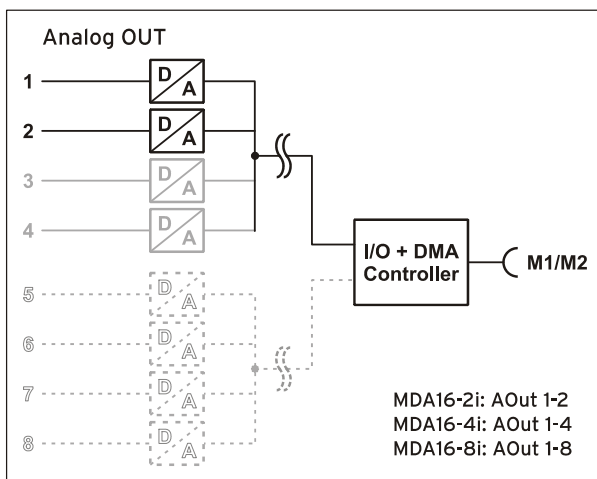 Analog OUT
1 D A
2 D A
3 D A
4 D A
5 D A
6 D A
7 D A
8 D A
I/O + DMA
Controller
M1/M2
MDA16-2i: AOut 1-2
MDA16-4i: AOut 1-4
MDA16-8i: AOut 1-8